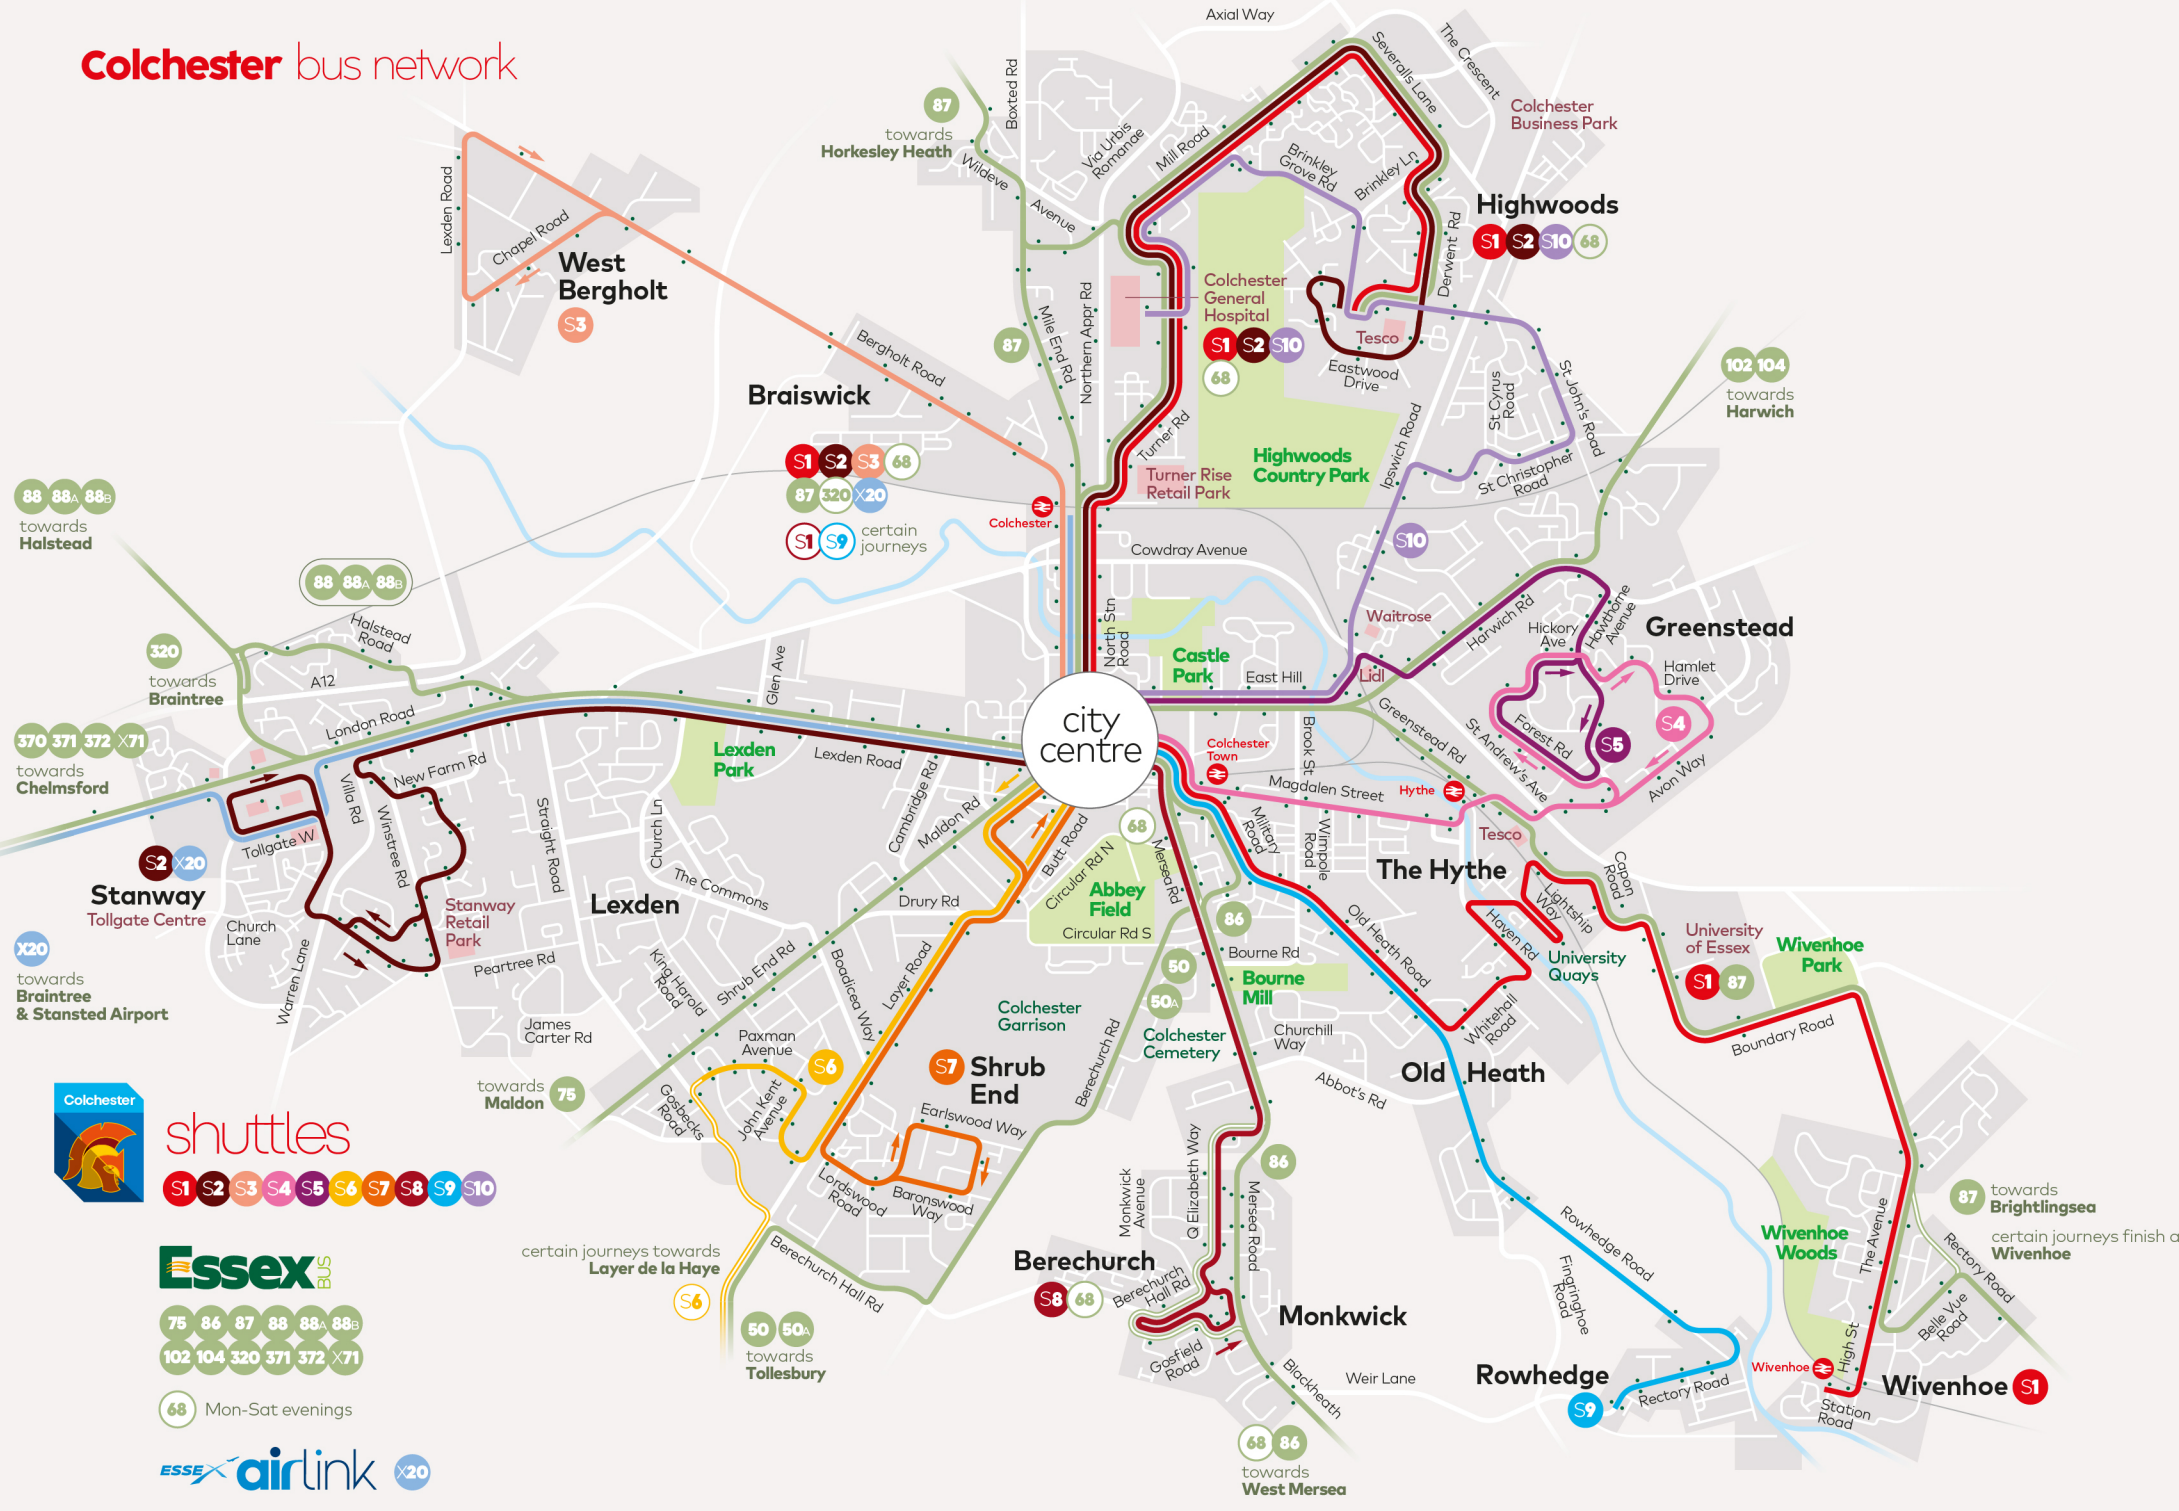 Colchester bus network
Axial Way
Boxted Rd
Severalls Lane
The Crescent
87
towards
Horkesley Heath
Via Urbis
Romanae
Mill Road
Colchester
Business Park
Wildeve
Avenue
Brinkley
Grove Rd
Brinkley Ln
Highwoods
S1 S2 S10 68
Derwent Rd
Lexden Road
Chapel Road
West
Bergholt
S3
Colchester
General
Hospital
S1 S2 S10
68
Tesco
Eastwood
Drive
87
Mile End Rd
Northern Appr Rd
Bergholt Road
Braiswick
S1 S2 S3 68
87 320 X20
S1 S9 certain
journeys
Turner Rd
Turner Rise
Retail Park
Highwoods
Country Park
Ipswich Road
St Cyrus
Road
St John's Road
St Christopher
Road
102 104
towards
Harwich
Colchester
Cowdray Avenue
S10
88 88A 88B
towards
Halstead
88 88A 88B
Halstead
Road
320
towards
Braintree
A12
London Road
370 371 372 X71
towards
Chelmsford
Glen Ave
North Stn
Road
Castle
Park
East Hill
Waitrose
Lidl
Harwich Rd
Hickory
Ave
Hawthorne
Avenue
Greenstead
Hamlet
Drive
S4
S5
Forest Rd
Avon Way
St Andrew's Ave
Greenstead Rd
city
centre
Lexden
Park
Lexden Road
Colchester
Town
Brook St
Magdalen Street
Hythe
Tesco
New Farm Rd
Villa Rd
Winstree Rd
Straight Road
Church Ln
Cambridge Rd
Maldon Rd
Butt Road
68
Mersea Rd
Military
Road
Wimpole
Road
The Hythe
Capon
Road
Tollgate W
S2 X20
Stanway
Tollgate Centre
Church
Lane
Stanway
Retail
Park
Lexden
The Commons
Drury Rd
Circular Rd N
Abbey
Field
Circular Rd S
86
Bourne Rd
Old Heath Road
Haven Rd
Lightship
Way
University
Quays
University
of Essex
S1 87
Wivenhoe
Park
X20
towards
Braintree
& Stansted Airport
Warren Lane
Peartree Rd
King Harold
Road
Shrub End Rd
Boadicea Way
Layer Road
50
50A
Bourne
Mill
Colchester
Garrison
Colchester
Cemetery
Churchill
Way
Whitehall
Road
Boundary Road
James
Carter Rd
Paxman
Avenue
S6
S7
Shrub
End
Berechurch Rd
Abbot's Rd
Old Heath
towards
Maldon
75
Gosbecks
Road
John Kent
Avenue
Earlswood Way
Colchester
shuttles
S1 S2 S3 S4 S5 S6 S7 S8 S9 S10
Lordswood
Road
Baronswood
Way
Monkwick
Avenue
Q Elizabeth Way
86
Mersea Road
Rowhedge Road
Fingringhoe
Road
The Avenue
87 towards
Brightlingsea
certain journeys finish a
Wivenhoe
Rectory Road
Belle Vue
Road
Wivenhoe
Woods
Essex BUS
75 86 87 88 88A 88B
102 104 320 371 372 X71
68 Mon-Sat evenings
certain journeys towards
Layer de la Haye
S6
Berechurch Hall Rd
50 50A
towards
Tollesbury
Berechurch
S8 68
Berechurch
Hall Rd
Gosfield
Road
Monkwick
Blackheath
Weir Lane
Rowhedge
S9
Rectory Road
Wivenhoe
High St
Station
Road
Wivenhoe S1
68 86
towards
West Mersea
ESSEX airlink X20